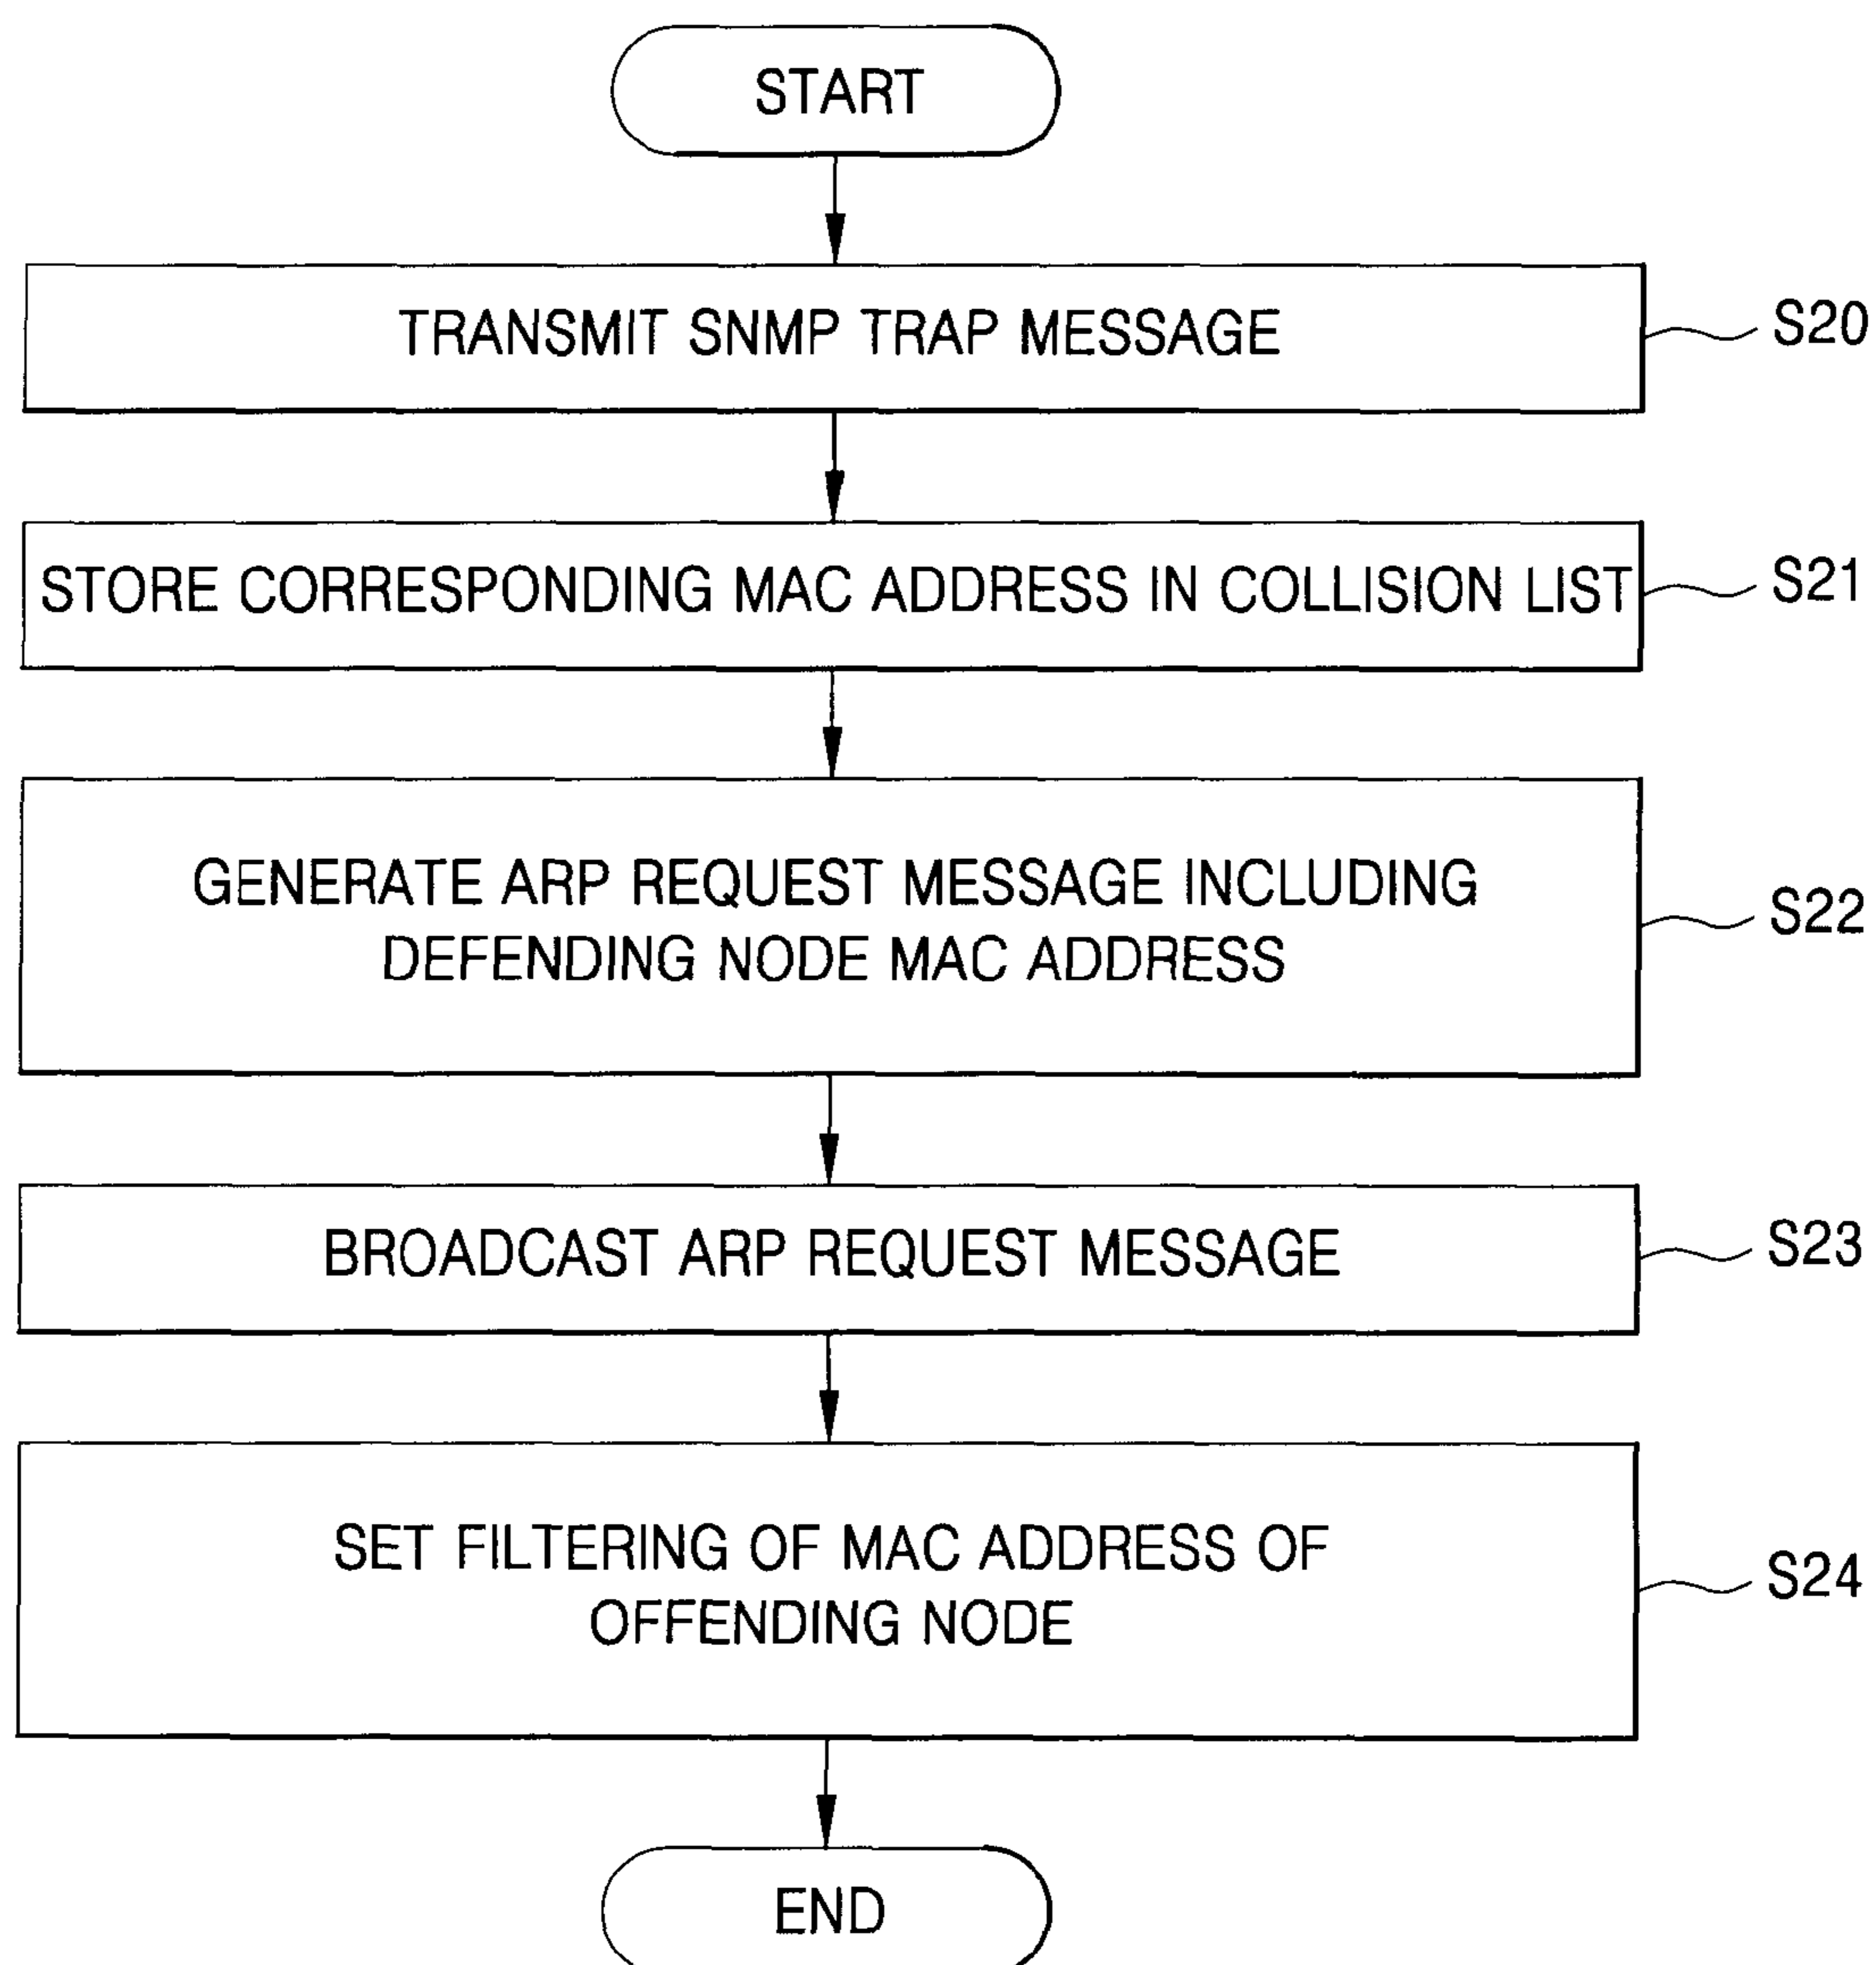 START
TRANSMIT SNMP TRAP MESSAGE
S20
STORE CORRESPONDING MAC ADDRESS IN COLLISION LIST
S21
GENERATE ARP REQUEST MESSAGE INCLUDING
DEFENDING NODE MAC ADDRESS
S22
BROADCAST ARP REQUEST MESSAGE
S23
SET FILTERING OF MAC ADDRESS OF
OFFENDING NODE
S24
END